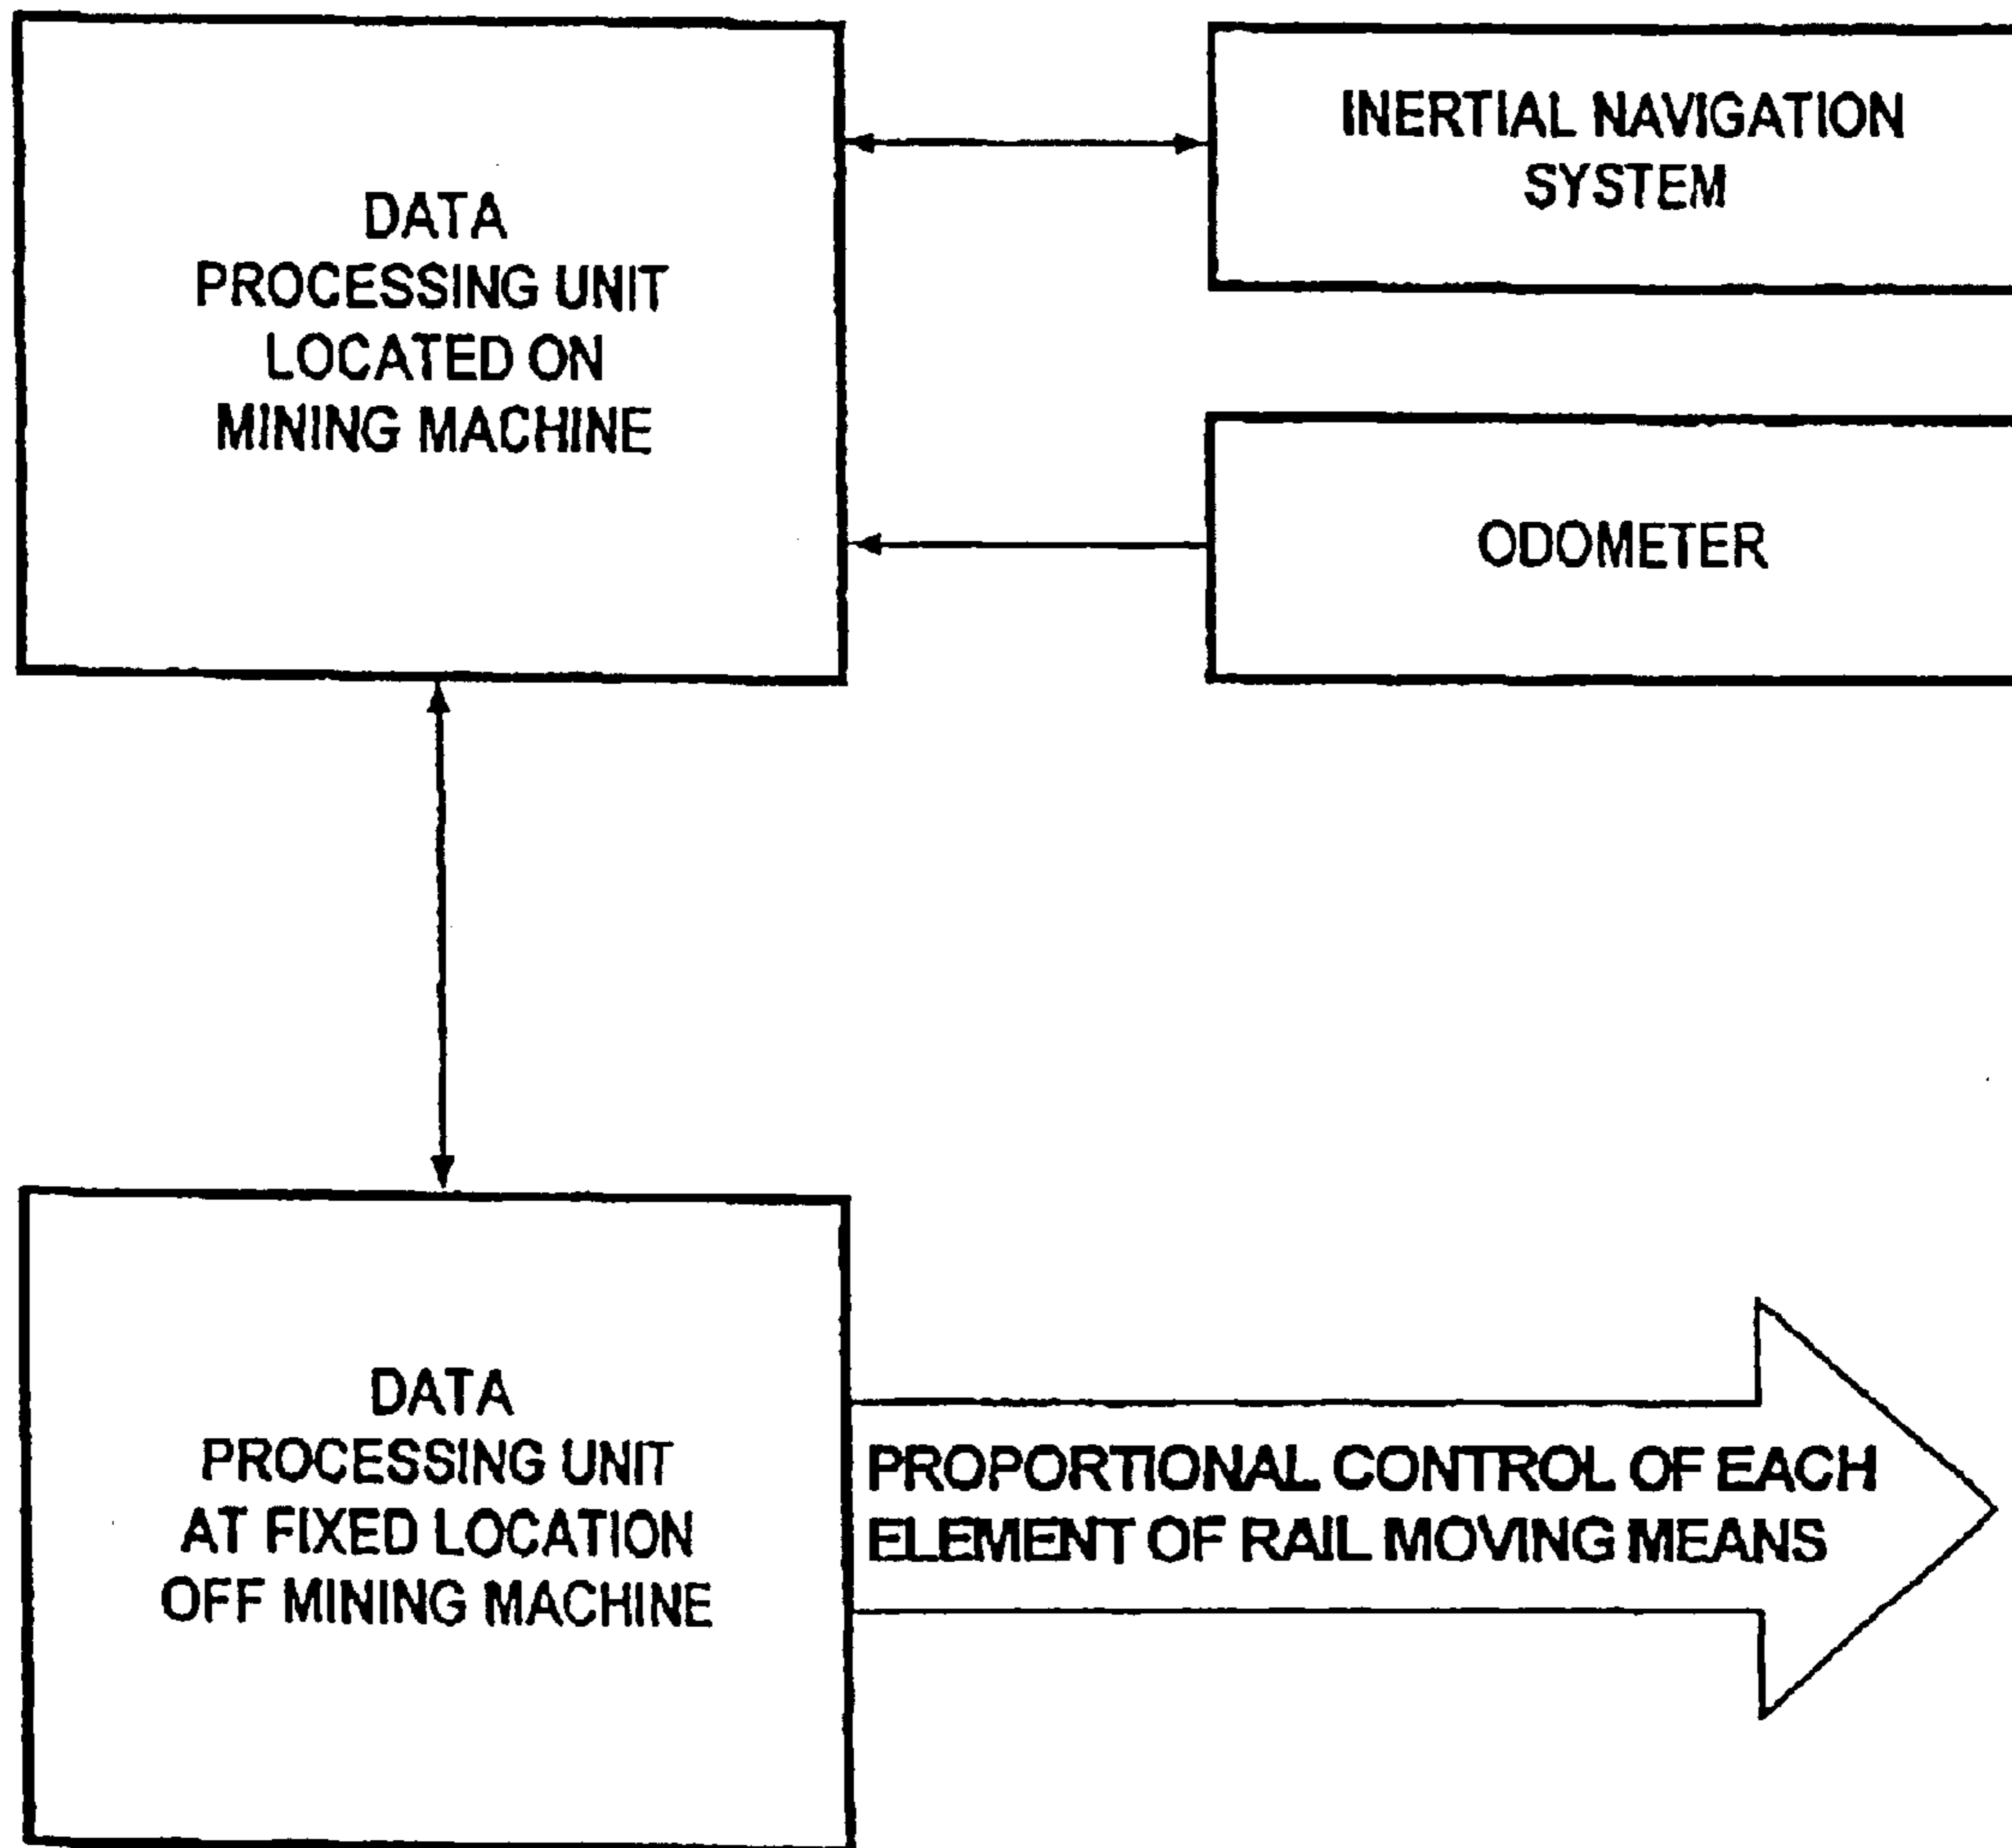 DATA
PROCESSING UNIT
LOCATED ON
MINING MACHINE
INERTIAL NAVIGATION
SYSTEM
ODOMETER
DATA
PROCESSING UNIT
AT FIXED LOCATION
OFF MINING MACHINE
PROPORTIONAL CONTROL OF EACH
ELEMENT OF RAIL MOVING MEANS